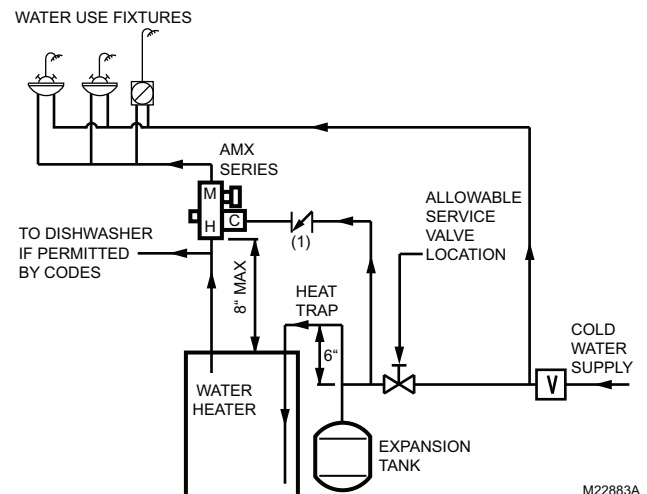 WATER USE FIXTURES
AMX
SERIES
M
H
C
(1)
ALLOWABLE
SERVICE
VALVE
LOCATION
TO DISHWASHER
IF PERMITTED
BY CODES
8“ MAX
HEAT
TRAP
6“
COLD
WATER
SUPPLY
V
WATER
HEATER
EXPANSION
TANK
M22883A